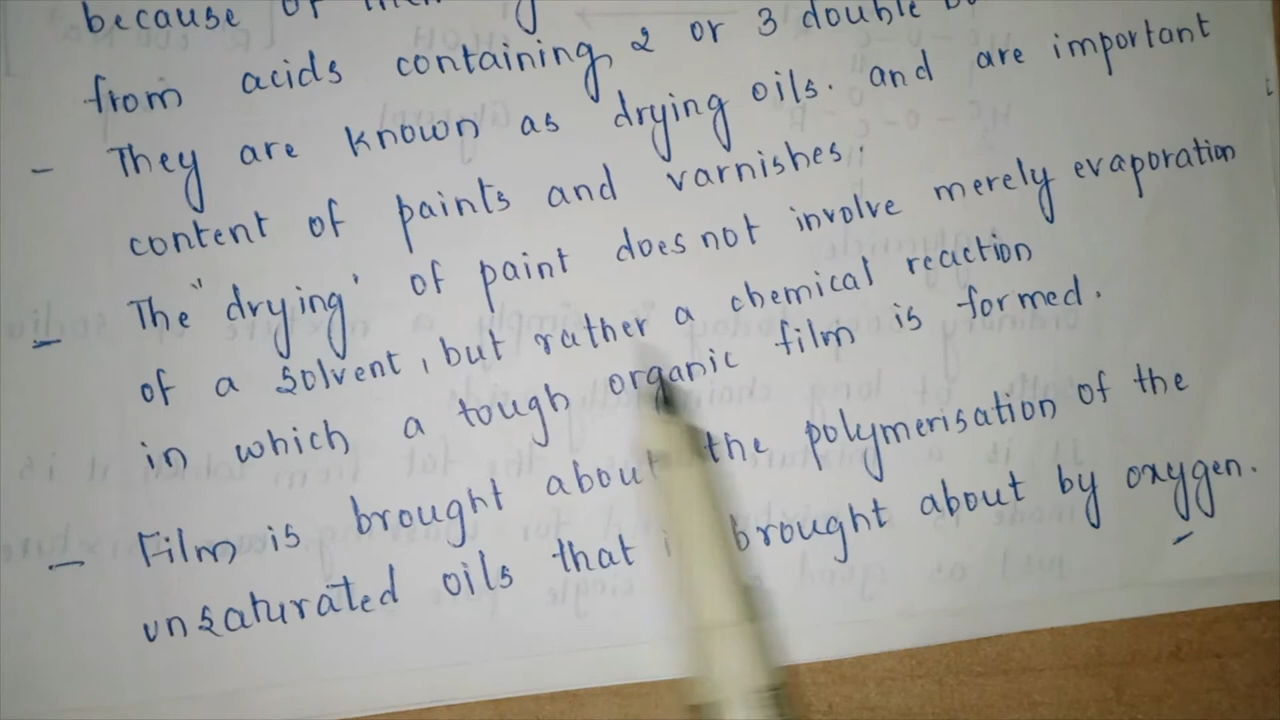 because of
from acids containing 2 or 3 double
- They are known as drying oils. and are important
content of paints and varnishes.
- The "drying' of paint does not involve merely evaporation
of a solvent, but rather a chemical reaction
in which a tough organic film is formed.
- Film is brought about the polymerisation of the
unsaturated oils that brought about by oxygen.